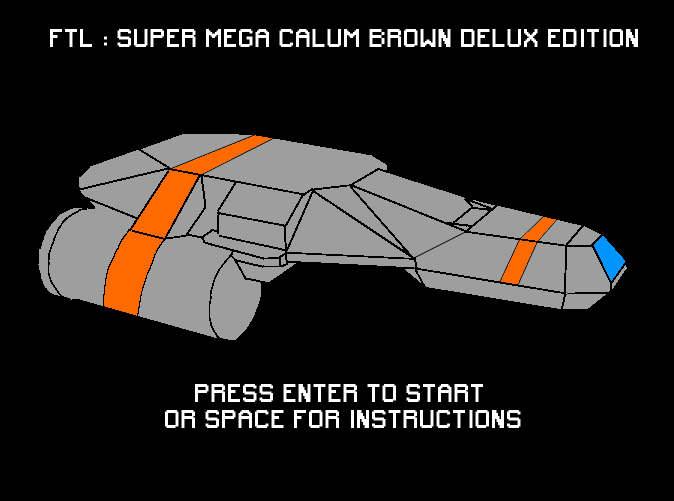 FTL : SUPER MEGA CALUM BROWN DELUX EDITION
PRESS ENTER TO START
OR SPACE FOR INSTRUCTIONS